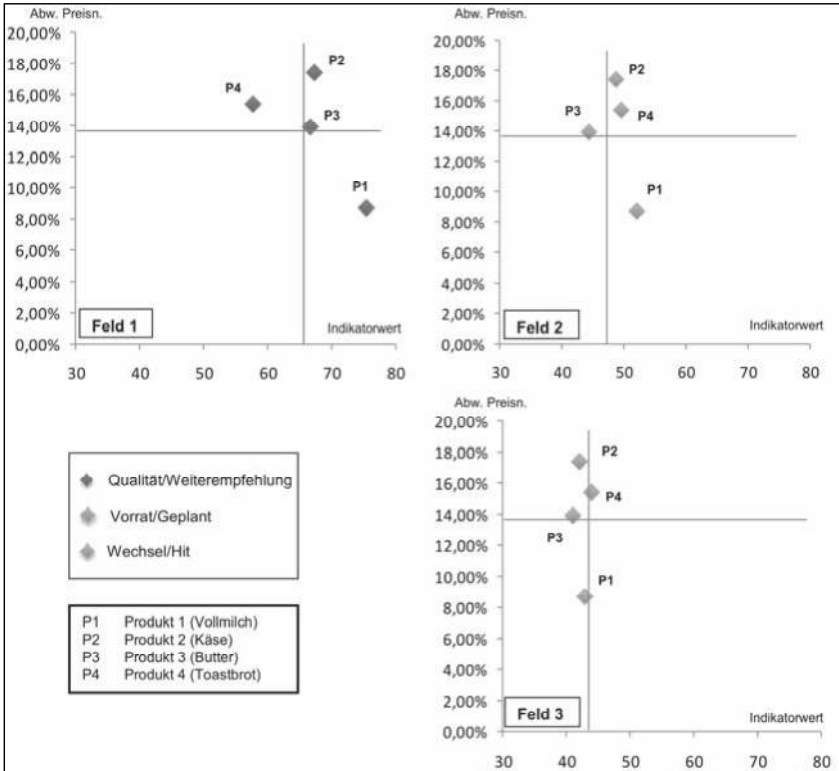 Abw. Preisn.
20,00%
18,00%
16,00%
14,00%
12,00%
10,00%
8,00%
6,00%
4,00%
2,00%
0,00%
P2
P4
P3
P1
Feld 1
Indikatorwert
30 40 50 60 70 80
Abw. Preisn.
20,00%
18,00%
16,00%
14,00%
12,00%
10,00%
8,00%
6,00%
4,00%
2,00%
0,00%
P2
P3
P4
P1
Feld 2
Indikatorwert
30 40 50 60 70 80
Qualität/Weiterempfehlung
Vorrat/Geplant
Wechsel/Hit
P1 Produkt 1 (Vollmilch)
P2 Produkt 2 (Käse)
P3 Produkt 3 (Butter)
P4 Produkt 4 (Toastbrot)
Abw. Preisn.
20,00%
18,00%
16,00%
14,00%
12,00%
10,00%
8,00%
6,00%
4,00%
2,00%
0,00%
P2
P4
P3
P1
Feld 3
Indikatorwert
30 40 50 60 70 80